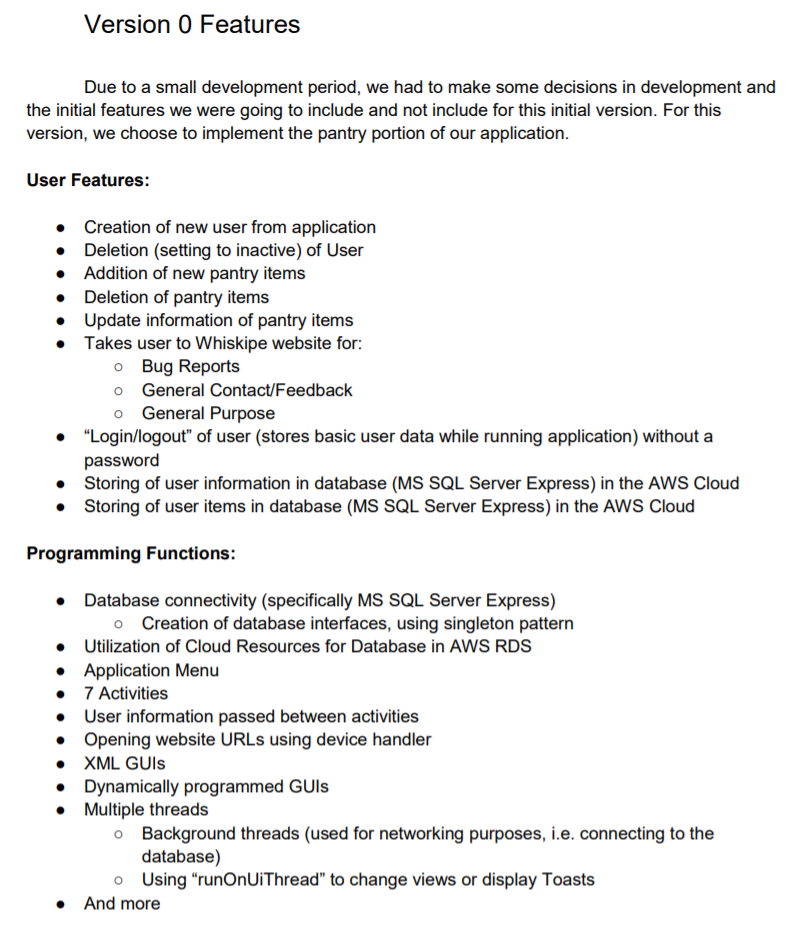 Version 0 Features
Due to a small development period, we had to make some decisions in development and
the initial features we were going to include and not include for this initial version. For this
version, we choose to implement the pantry portion of our application.
User Features:
● Creation of new user from application
● Deletion (setting to inactive) of User
● Addition of new pantry items
● Deletion of pantry items
● Update information of pantry items
● Takes user to Whiskipe website for:
○ Bug Reports
○ General Contact/Feedback
○ General Purpose
● “Login/logout” of user (stores basic user data while running application) without a
password
● Storing of user information in database (MS SQL Server Express) in the AWS Cloud
● Storing of user items in database (MS SQL Server Express) in the AWS Cloud
Programming Functions:
● Database connectivity (specifically MS SQL Server Express)
○ Creation of database interfaces, using singleton pattern
● Utilization of Cloud Resources for Database in AWS RDS
● Application Menu
● 7 Activities
● User information passed between activities
● Opening website URLs using device handler
● XML GUIs
● Dynamically programmed GUIs
● Multiple threads
○ Background threads (used for networking purposes, i.e. connecting to the
database)
○ Using “runOnUiThread” to change views or display Toasts
● And more